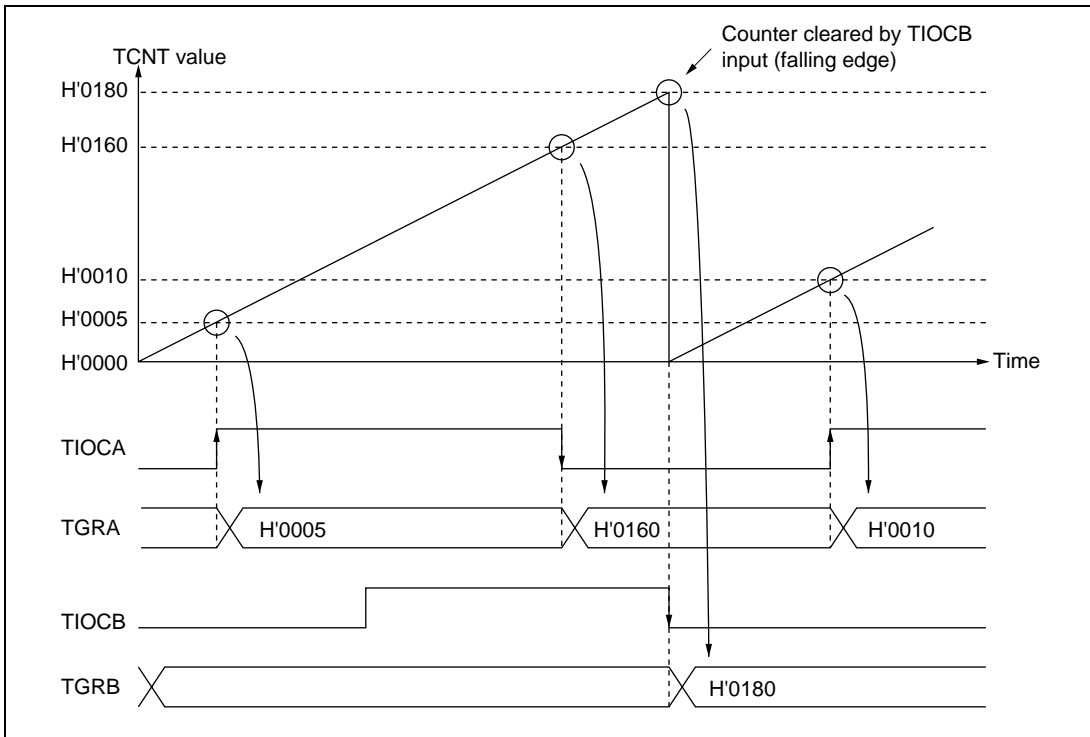 Counter cleared by TIOCB
input (falling edge)
TCNT value
H'0180
H'0160
H'0010
H'0005
H'0000
Time
TIOCA
TGRA
H'0005
H'0160
H'0010
TIOCB
TGRB
H'0180